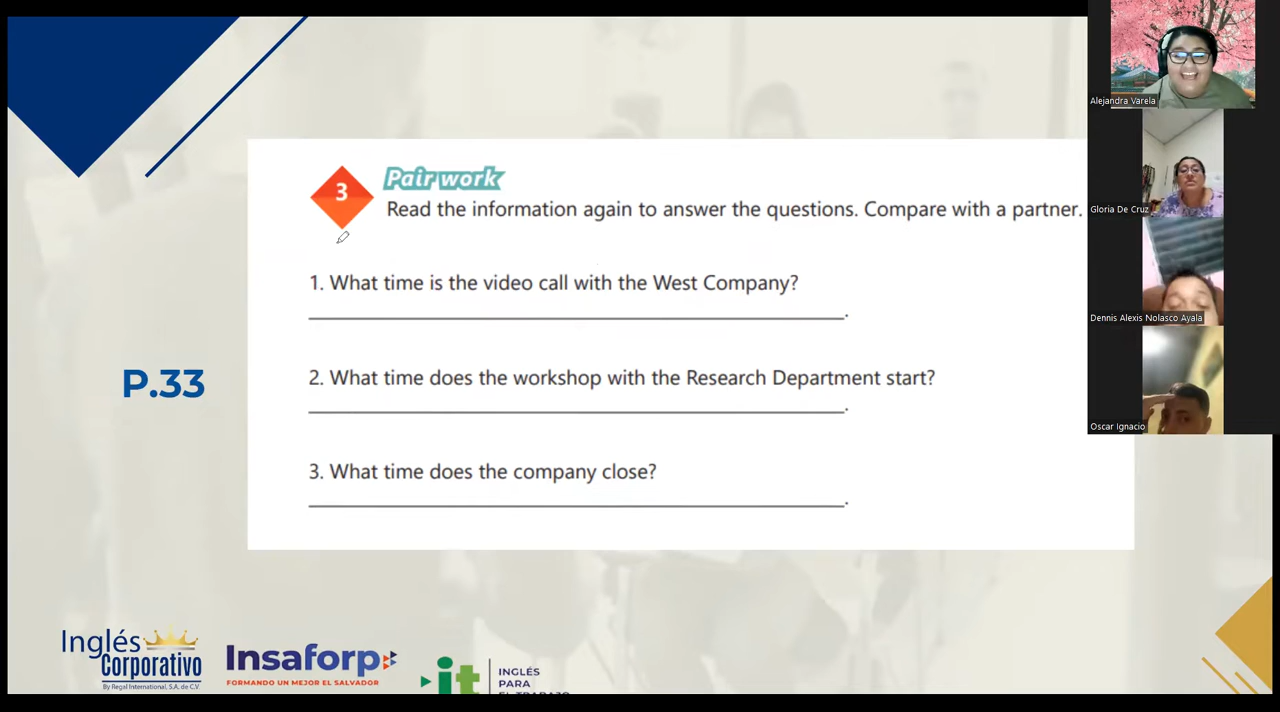 3
Pair work
Read the information again to answer the questions. Compare with a partner.
1. What time is the video call with the West Company?
.
2. What time does the workshop with the Research Department start?
.
3. What time does the company close?
.
P.33
Inglés
Corporativo
By Regal International, S.A. de C.V.
Insaforp
FORMANDO UN MEJOR EL SALVADOR
it
INGLÉS
PARA
EL TRABAJO
Alejandra Varela
Gloria De Cruz
Dennis Alexis Nolasco Ayala
Oscar Ignacio